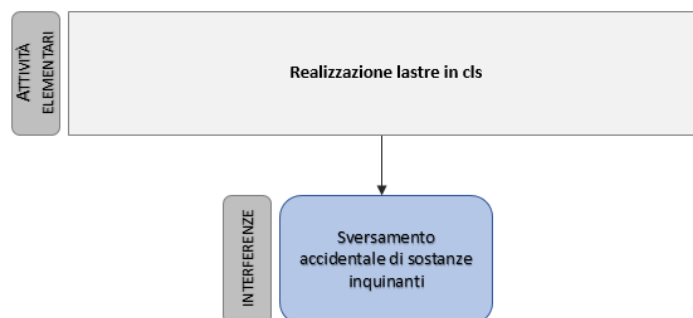 ATTIVITÀ
ELEMENTARI
Realizzazione lastre in cls
INTERFERENZE
Sversamento
accidentale di sostanze
inquinanti